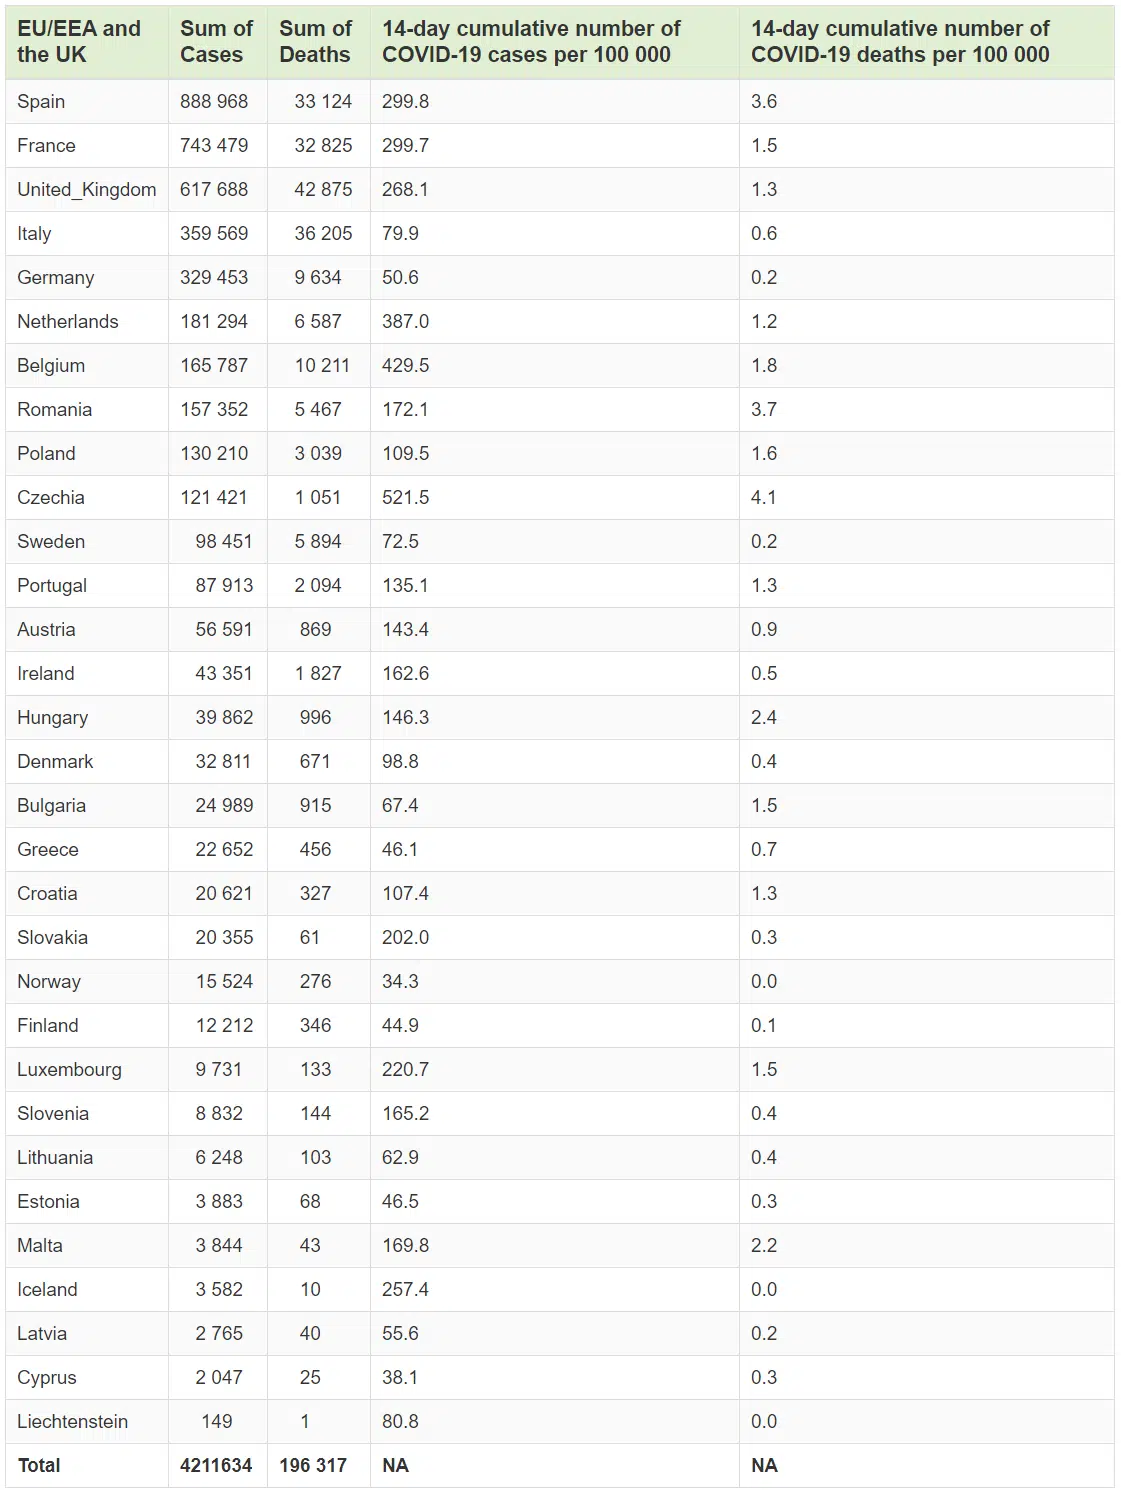 EU/EEA and the UK Sum of Cases Sum of Deaths 14-day cumulative number of COVID-19 cases per 100 000 14-day cumulative number of COVID-19 deaths per 100 000
Spain 888 968 33 124 299.8 3.6
France 743 479 32 825 299.7 1.5
United_Kingdom 617 688 42 875 268.1 1.3
Italy 359 569 36 205 79.9 0.6
Germany 329 453 9 634 50.6 0.2
Netherlands 181 294 6 587 387.0 1.2
Belgium 165 787 10 211 429.5 1.8
Romania 157 352 5 467 172.1 3.7
Poland 130 210 3 039 109.5 1.6
Czechia 121 421 1 051 521.5 4.1
Sweden 98 451 5 894 72.5 0.2
Portugal 87 913 2 094 135.1 1.3
Austria 56 591 869 143.4 0.9
Ireland 43 351 1 827 162.6 0.5
Hungary 39 862 996 146.3 2.4
Denmark 32 811 671 98.8 0.4
Bulgaria 24 989 915 67.4 1.5
Greece 22 652 456 46.1 0.7
Croatia 20 621 327 107.4 1.3
Slovakia 20 355 61 202.0 0.3
Norway 15 524 276 34.3 0.0
Finland 12 212 346 44.9 0.1
Luxembourg 9 731 133 220.7 1.5
Slovenia 8 832 144 165.2 0.4
Lithuania 6 248 103 62.9 0.4
Estonia 3 883 68 46.5 0.3
Malta 3 844 43 169.8 2.2
Iceland 3 582 10 257.4 0.0
Latvia 2 765 40 55.6 0.2
Cyprus 2 047 25 38.1 0.3
Liechtenstein 149 1 80.8 0.0
Total 4211634 196 317 NA NA